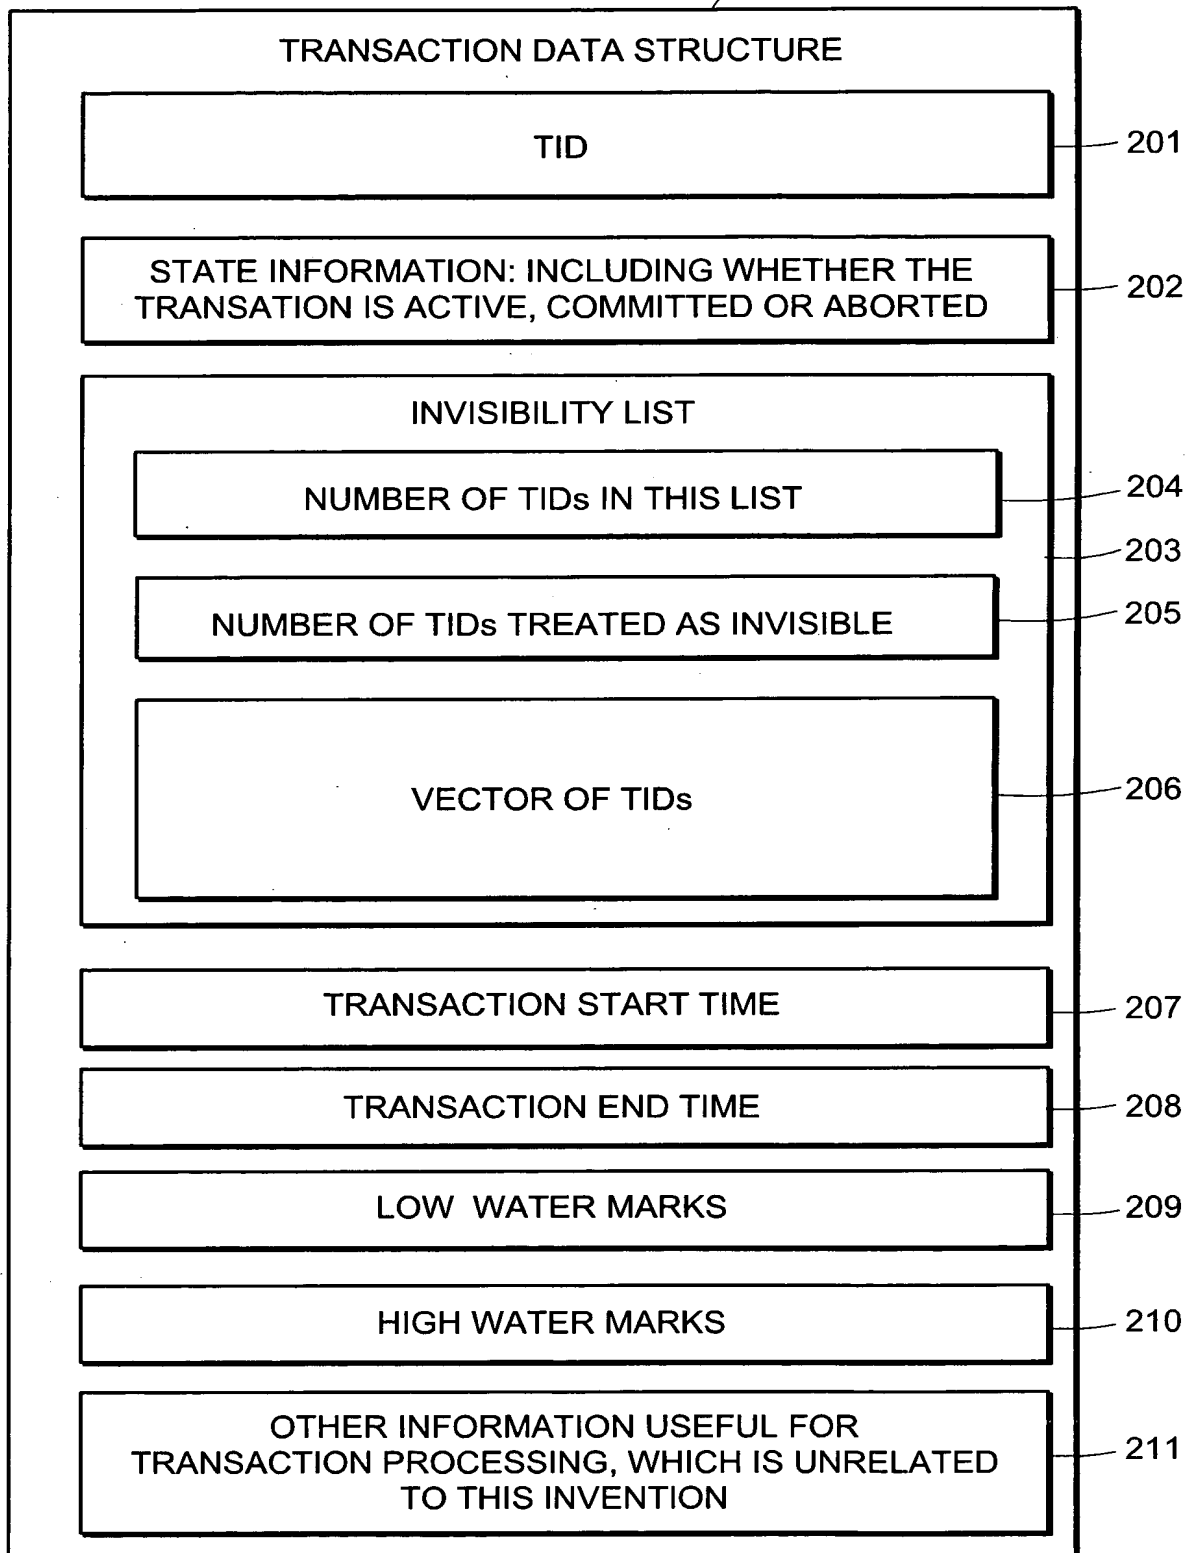 TRANSACTION DATA STRUCTURE
TID
201
STATE INFORMATION: INCLUDING WHETHER THE
TRANSATION IS ACTIVE, COMMITTED OR ABORTED
202
INVISIBILITY LIST
NUMBER OF TIDs IN THIS LIST
204
203
NUMBER OF TIDs TREATED AS INVISIBLE
205
VECTOR OF TIDs
206
TRANSACTION START TIME
207
TRANSACTION END TIME
208
LOW WATER MARKS
209
HIGH WATER MARKS
210
OTHER INFORMATION USEFUL FOR
TRANSACTION PROCESSING, WHICH IS UNRELATED
TO THIS INVENTION
211